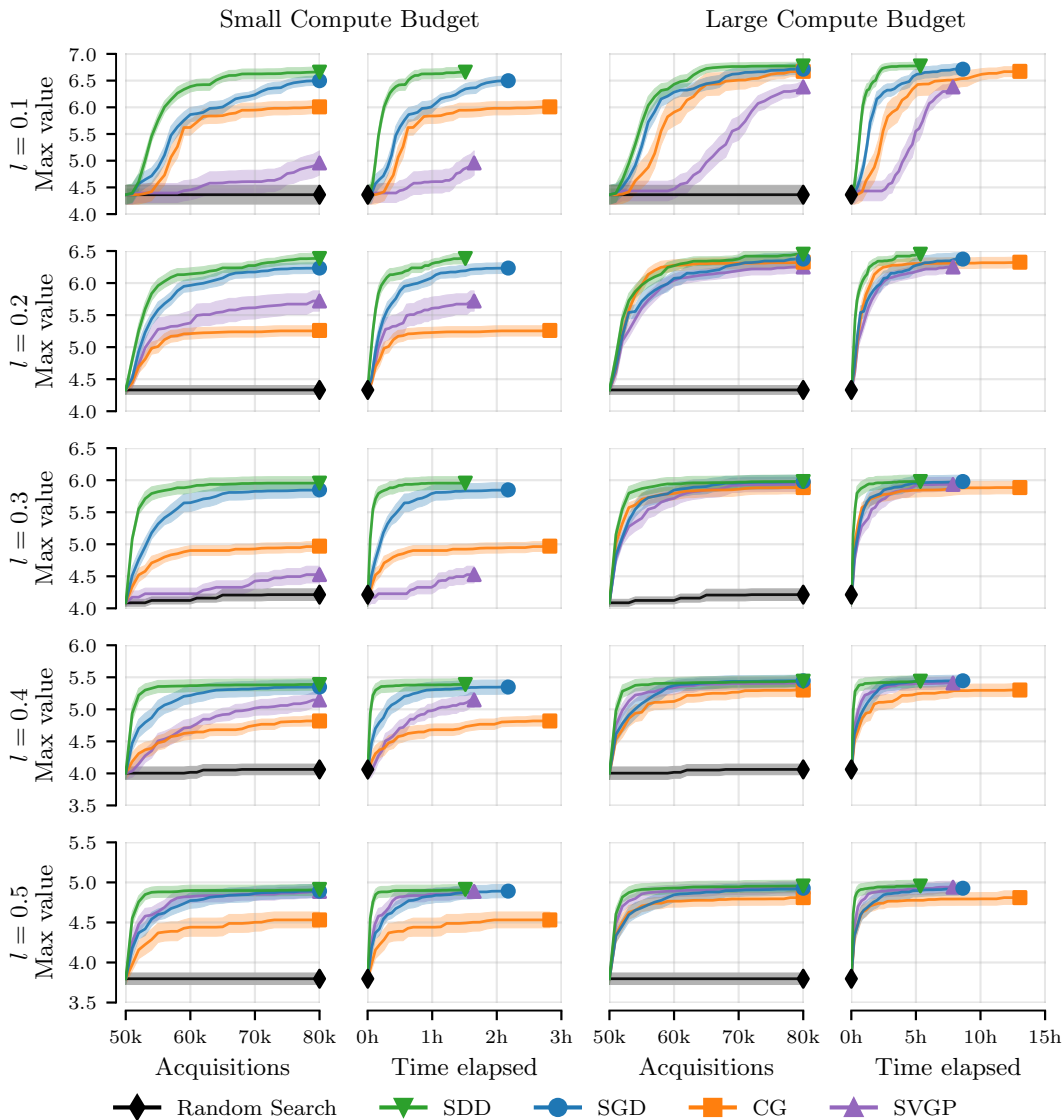 Small Compute Budget
Large Compute Budget
l = 0.1
Max value
7.0
6.5
6.0
5.5
5.0
4.5
4.0
l = 0.2
Max value
6.5
6.0
5.5
5.0
4.5
4.0
l = 0.3
Max value
6.5
6.0
5.5
5.0
4.5
4.0
l = 0.4
Max value
6.0
5.5
5.0
4.5
4.0
3.5
l = 0.5
Max value
5.5
5.0
4.5
4.0
3.5
50k 60k 70k 80k 0h 1h 2h 3h 50k 60k 70k 80k 0h 5h 10h 15h
Acquisitions Time elapsed Acquisitions Time elapsed
Random Search SDD SGD CG SVGP